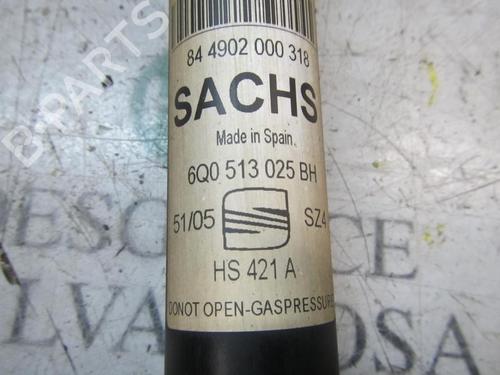 84 4902 000 318
SACHS
Made in Spain
6Q0 513 025 BH
51/05 SZ4
HS 421 A
DONOT OPEN-GASPRESSURE
B-PARTS